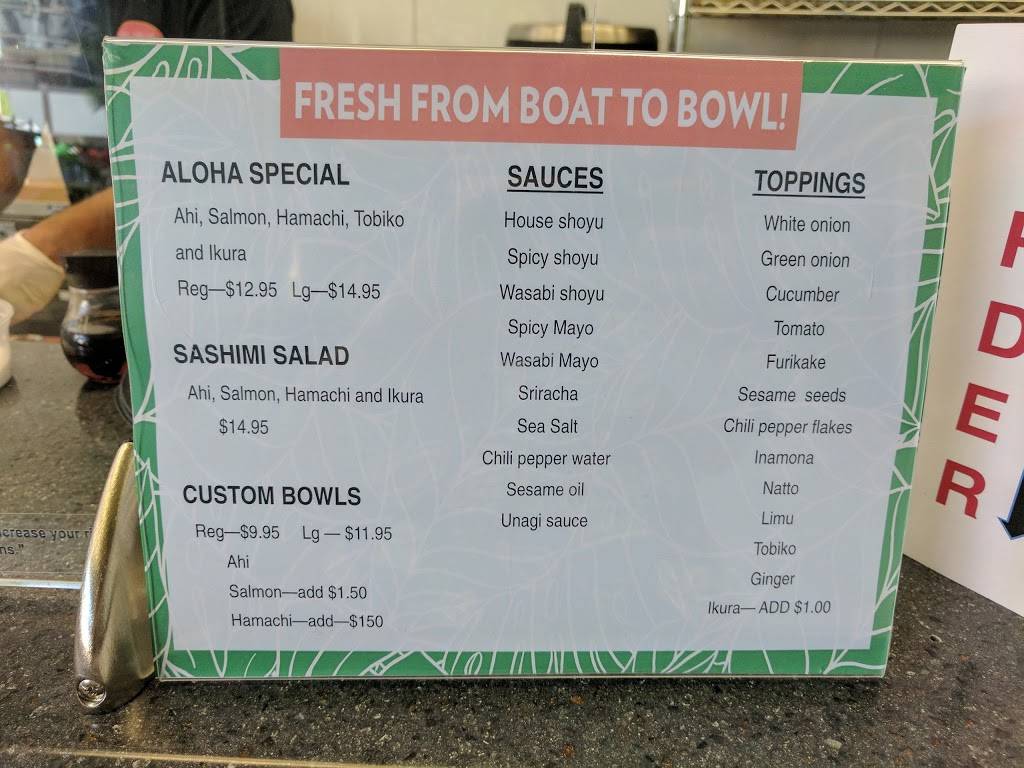 FRESH FROM BOAT TO BOWL!
ALOHA SPECIAL
Ahi, Salmon, Hamachi, Tobiko
and Ikura
Reg—$12.95 Lg—$14.95
SASHIMI SALAD
Ahi, Salmon, Hamachi and Ikura
$14.95
CUSTOM BOWLS
Reg—$9.95 Lg — $11.95
Ahi
Salmon—add $1.50
Hamachi—add—$150
SAUCES
House shoyu
Spicy shoyu
Wasabi shoyu
Spicy Mayo
Wasabi Mayo
Sriracha
Sea Salt
Chili pepper water
Sesame oil
Unagi sauce
TOPPINGS
White onion
Green onion
Cucumber
Tomato
Furikake
Sesame seeds
Chili pepper flakes
Inamona
Natto
Limu
Tobiko
Ginger
Ikura— ADD $1.00
D
E
R
your